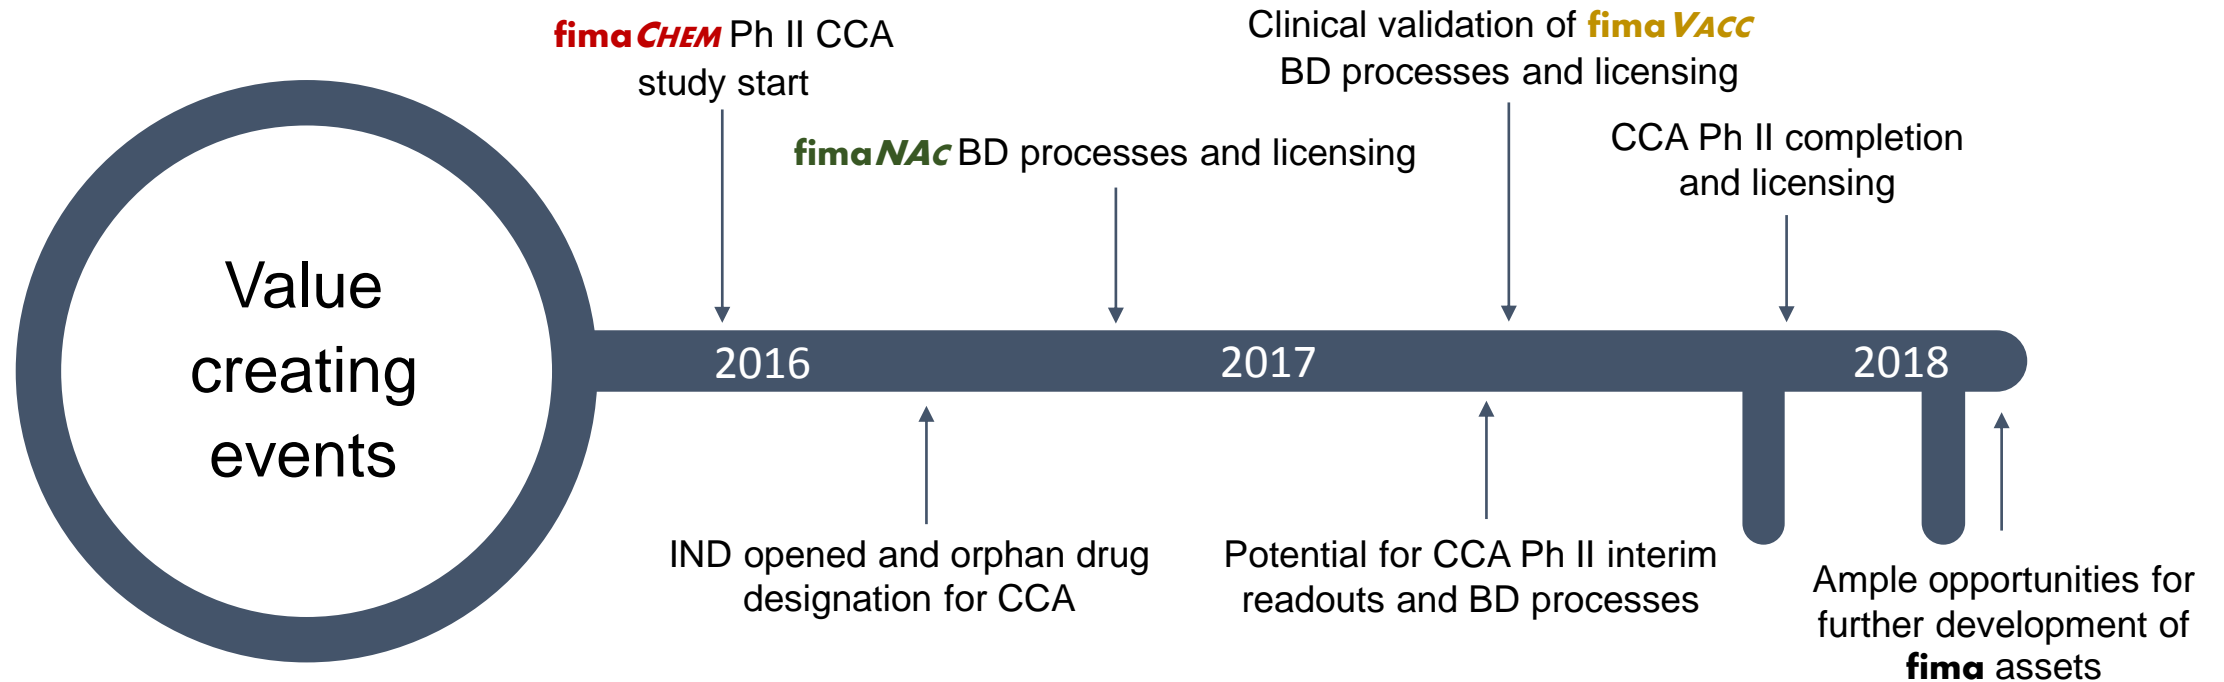 Value
creating
events
fimaCHEM Ph II CCA
study start
fimaNAc BD processes and licensing
Clinical validation of fimaVACC
BD processes and licensing
CCA Ph II completion
and licensing
2016
2017
2018
IND opened and orphan drug
designation for CCA
Potential for CCA Ph II interim
readouts and BD processes
Ample opportunities for
further development of
fima assets